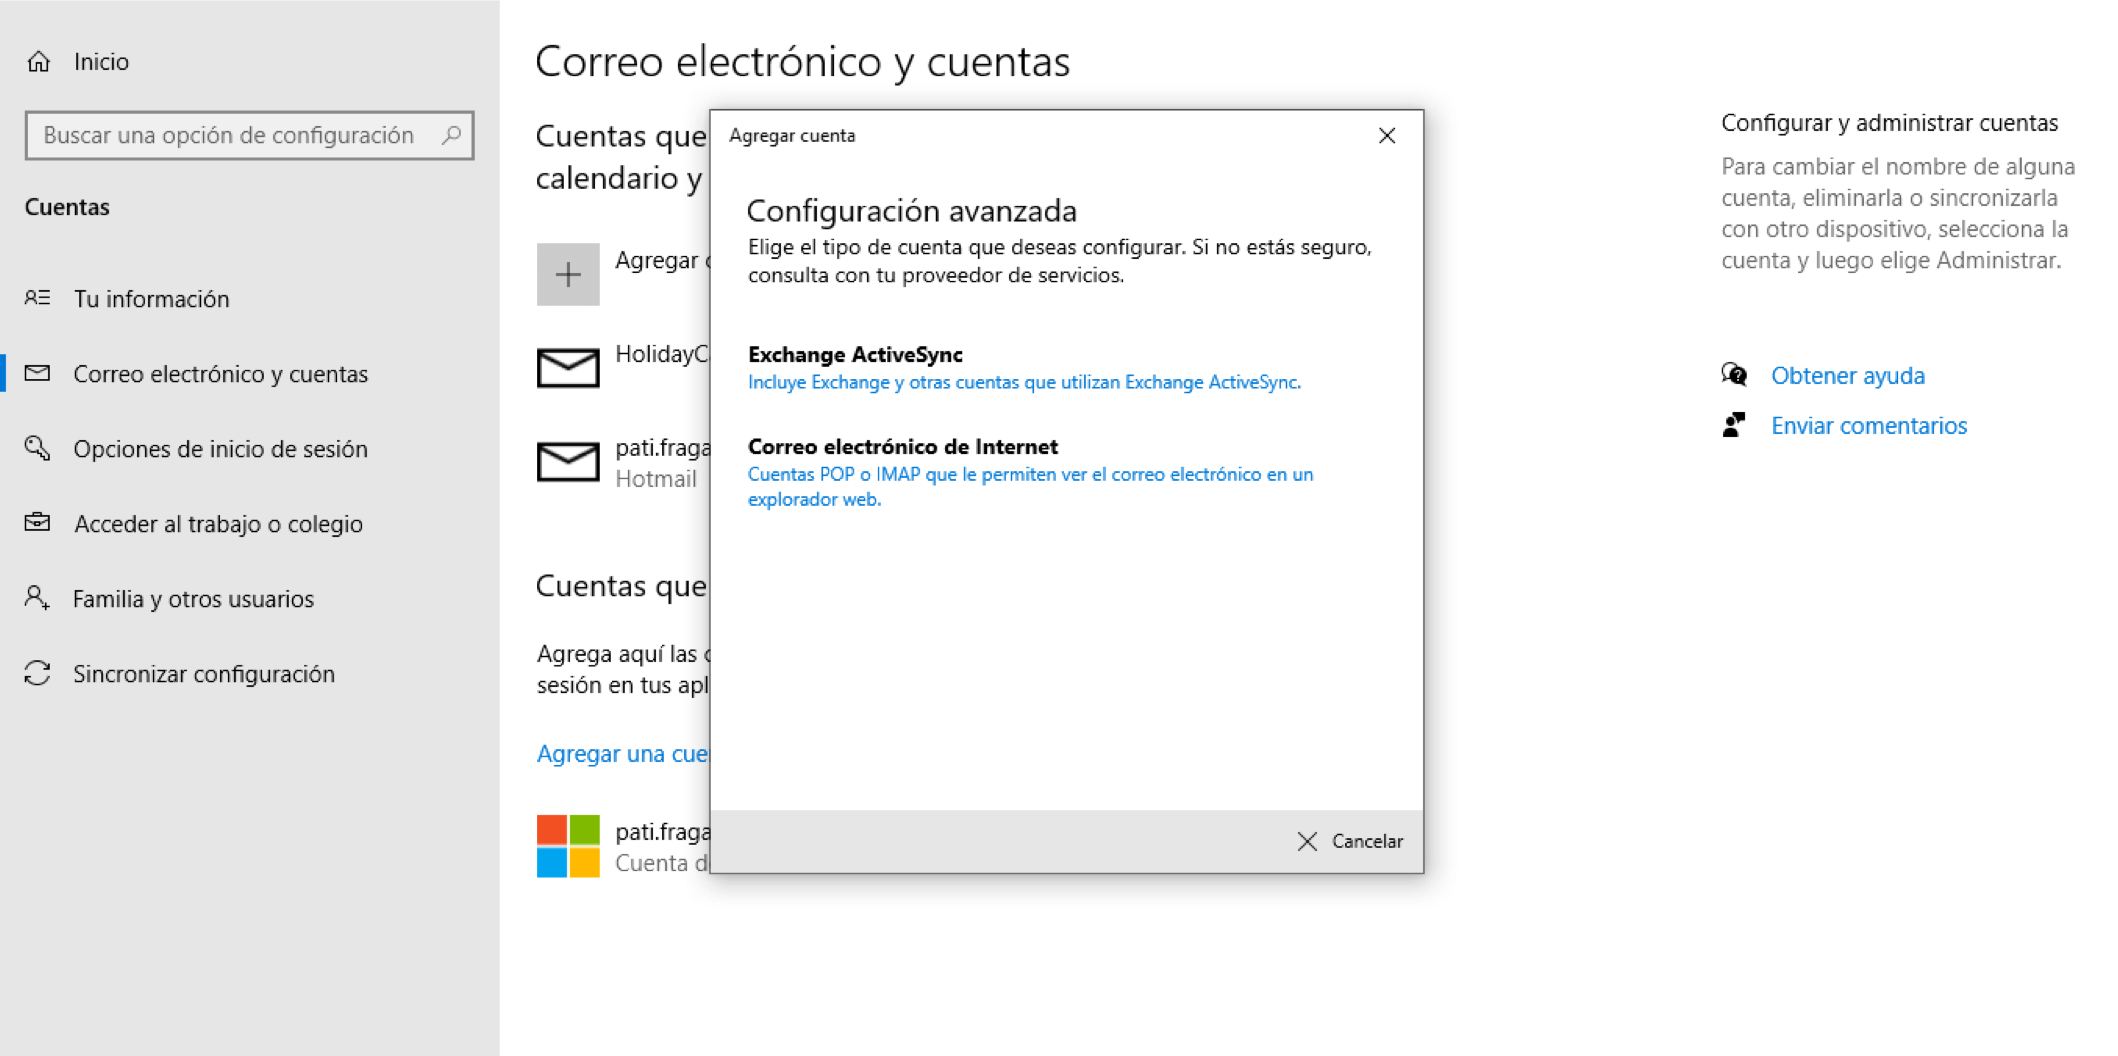 Inicio
Buscar una opción de configuración
Cuentas
Tu información
Correo electrónico y cuentas
Opciones de inicio de sesión
Acceder al trabajo o colegio
Familia y otros usuarios
Sincronizar configuración
Correo electrónico y cuentas
Cuentas que
calendario y
Agregar
HolidayC
pati.fraga
Hotmail
Cuentas que
Agrega aquí las
sesión en tus apl
Agregar una cue
pati.fraga
Cuenta d
Agregar cuenta
Configuración avanzada
Elige el tipo de cuenta que deseas configurar. Si no estás seguro,
consulta con tu proveedor de servicios.
Exchange ActiveSync
Incluye Exchange y otras cuentas que utilizan Exchange ActiveSync.
Correo electrónico de Internet
Cuentas POP o IMAP que le permiten ver el correo electrónico en un
explorador web.
Cancelar
Configurar y administrar cuentas
Para cambiar el nombre de alguna
cuenta, eliminarla o sincronizarla
con otro dispositivo, selecciona la
cuenta y luego elige Administrar.
Obtener ayuda
Enviar comentarios